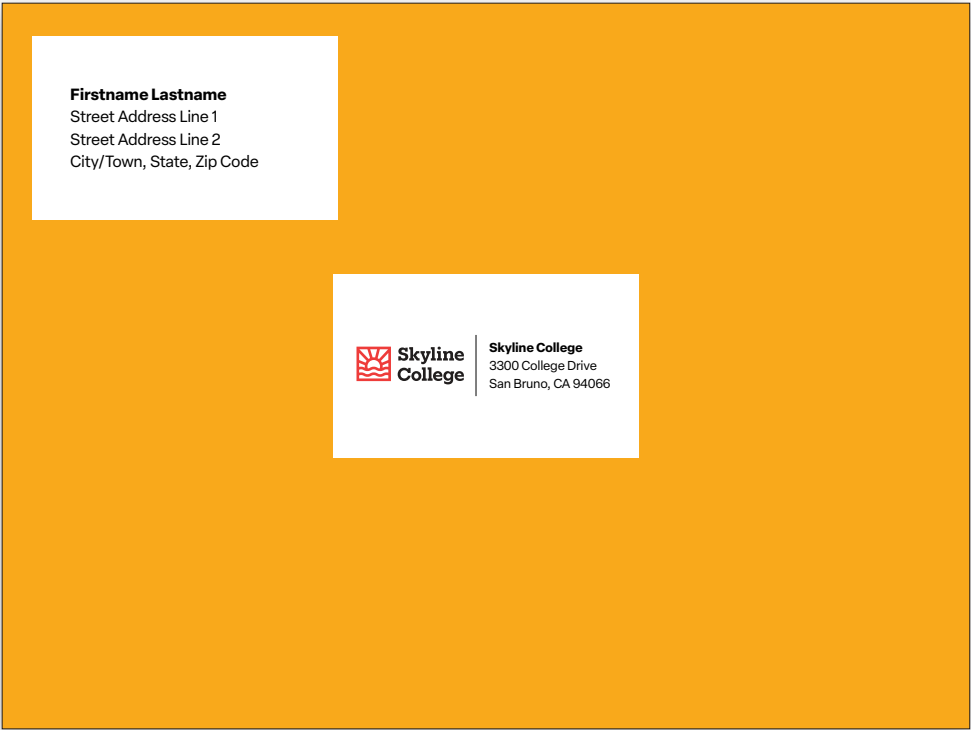 Firstname Lastname
Street Address Line 1
Street Address Line 2
City/Town, State, Zip Code
Skyline
College
Skyline College
3300 College Drive
San Bruno, CA 94066